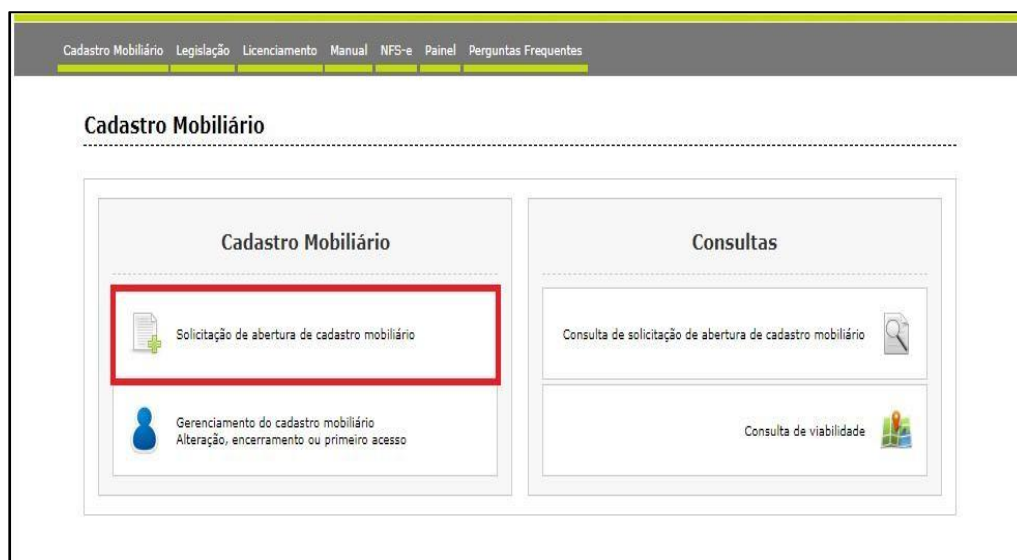 Cadastro Mobiliário Legislação Licenciamento Manual NFS-e Painel Perguntas Frequentes
Cadastro Mobiliário
Cadastro Mobiliário
Solicitação de abertura de cadastro mobiliário
Gerenciamento do cadastro mobiliário
Alteração, encerramento ou primeiro acesso
Consultas
Consulta de solicitação de abertura de cadastro mobiliário
Consulta de viabilidade